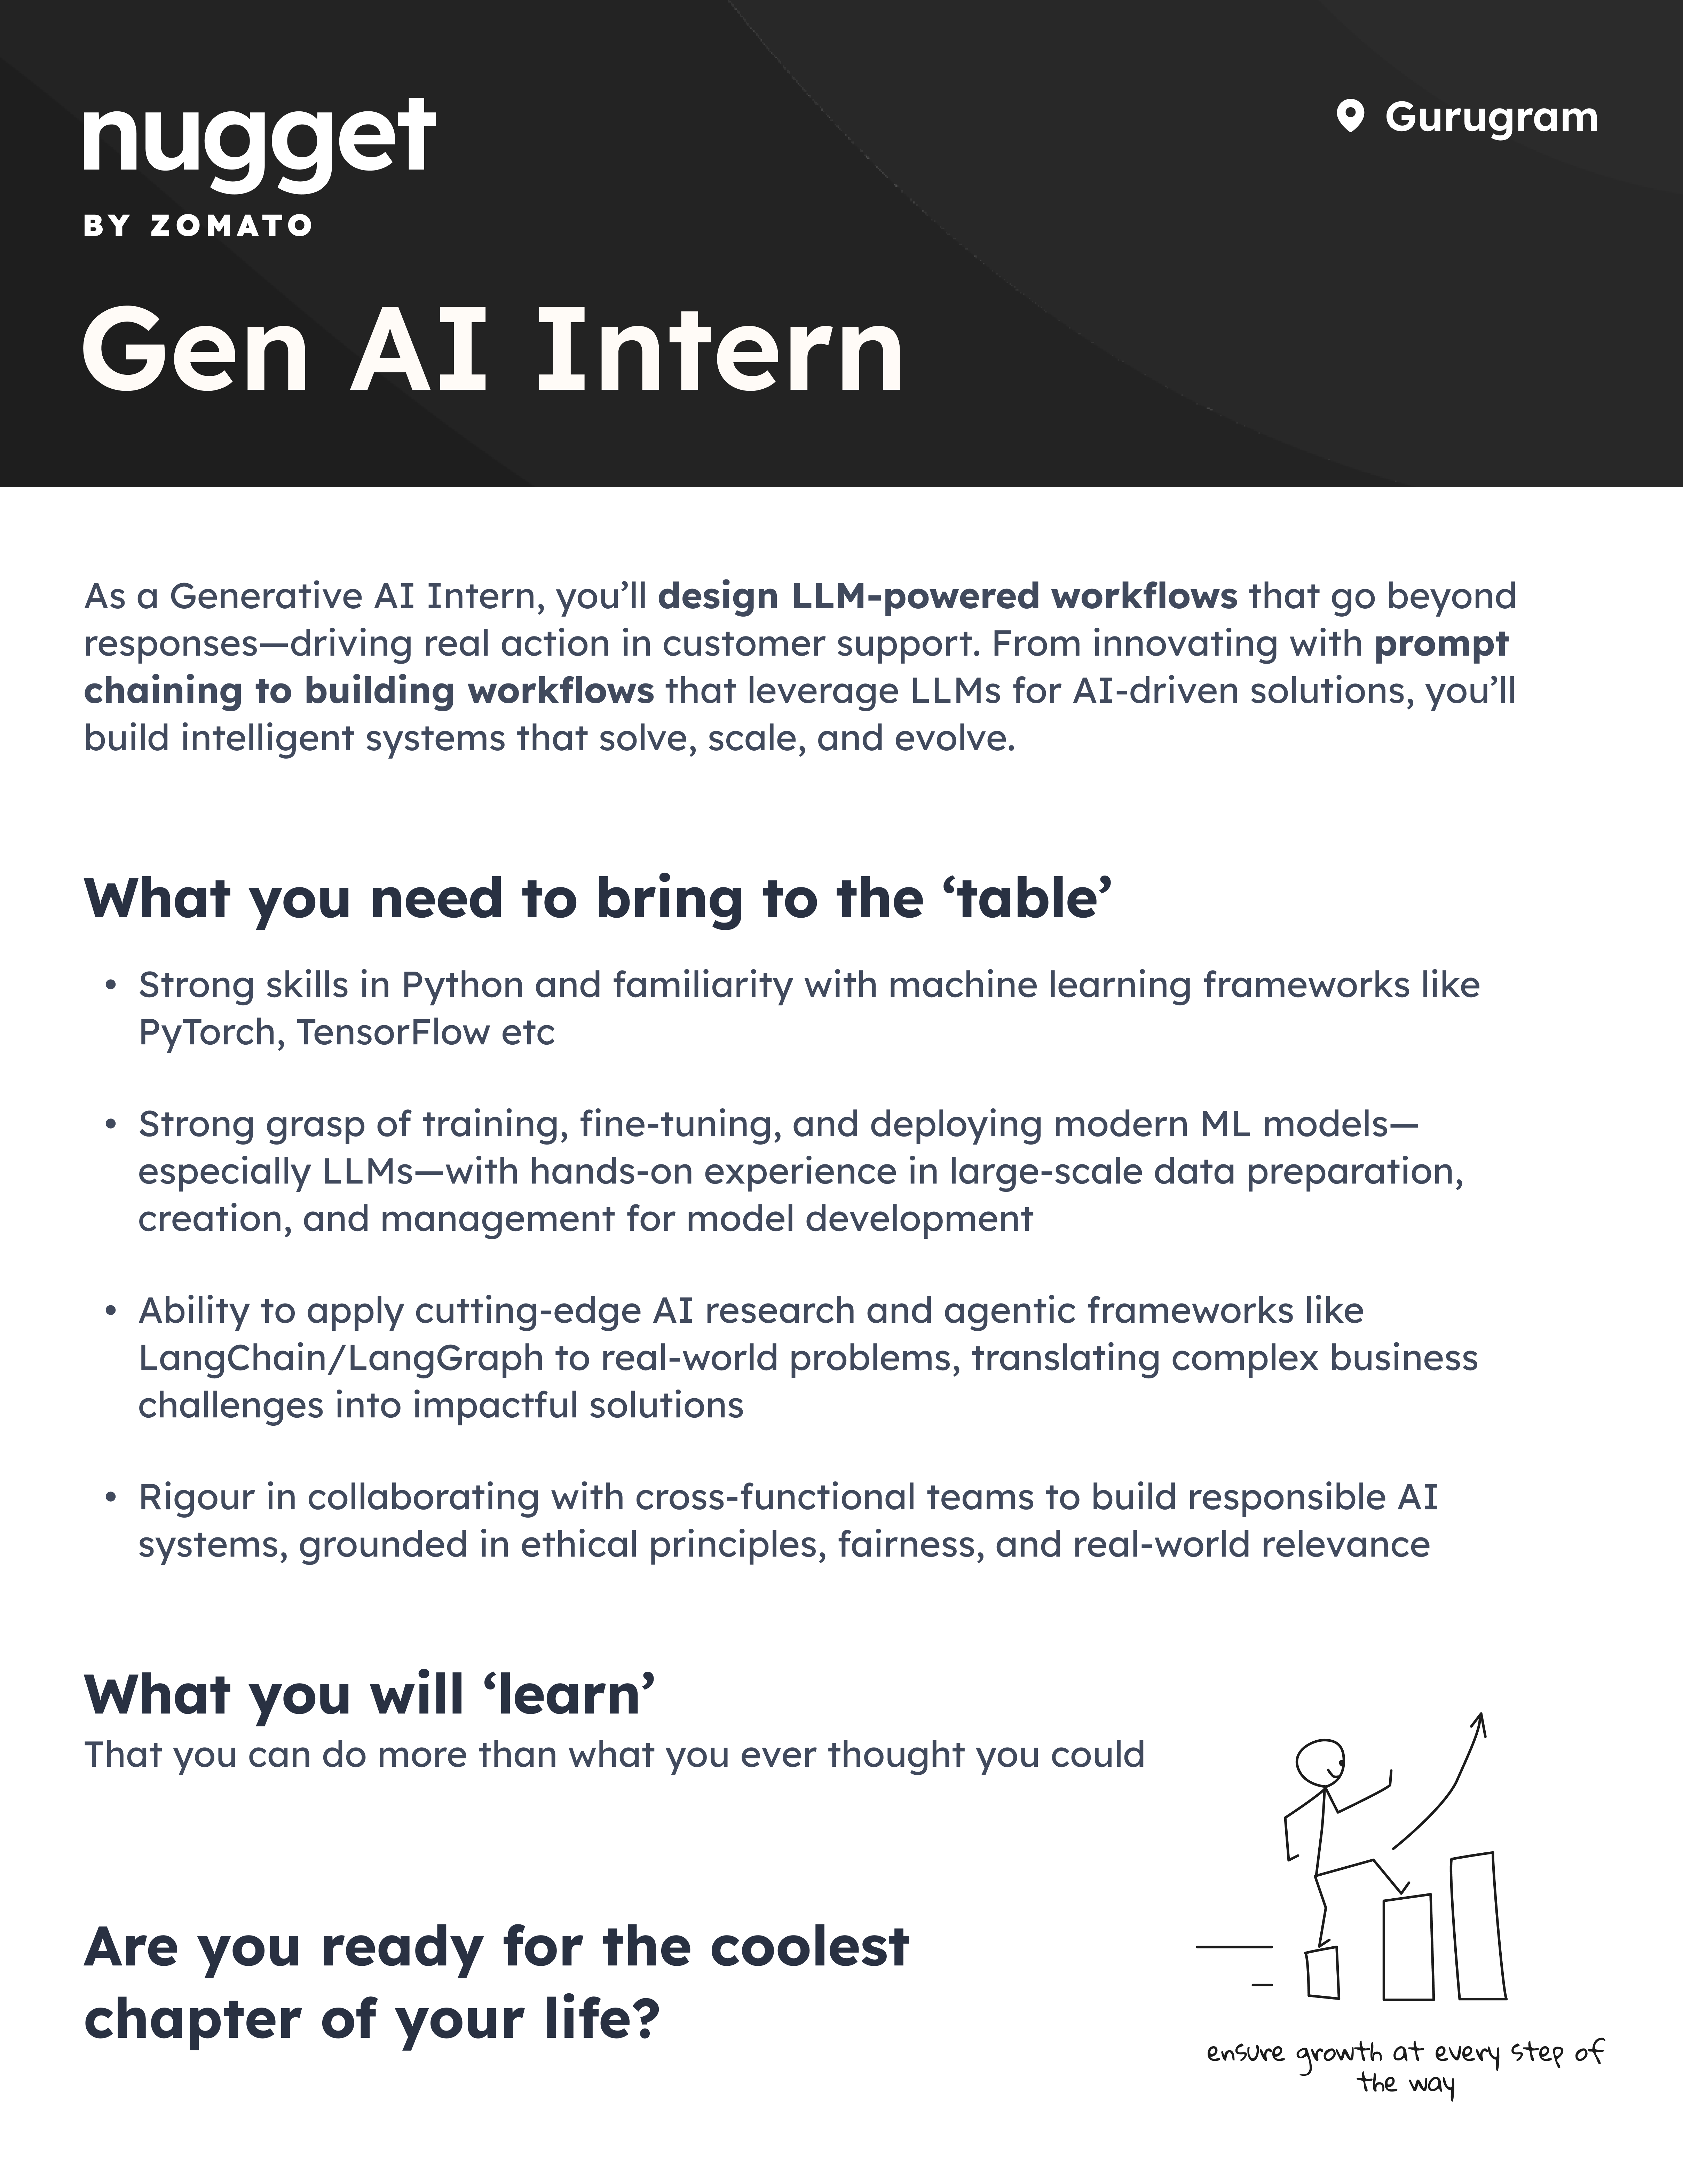 nugget
BY ZOMATO
Gurugram
Gen AI Intern
As a Generative AI Intern, you’ll design LLM-powered workflows that go beyond
responses—driving real action in customer support. From innovating with prompt
chaining to building workflows that leverage LLMs for AI-driven solutions, you’ll
build intelligent systems that solve, scale, and evolve.
What you need to bring to the ‘table’
• Strong skills in Python and familiarity with machine learning frameworks like
PyTorch, TensorFlow etc
• Strong grasp of training, fine-tuning, and deploying modern ML models—
especially LLMs—with hands-on experience in large-scale data preparation,
creation, and management for model development
• Ability to apply cutting-edge AI research and agentic frameworks like
LangChain/LangGraph to real-world problems, translating complex business
challenges into impactful solutions
• Rigour in collaborating with cross-functional teams to build responsible AI
systems, grounded in ethical principles, fairness, and real-world relevance
What you will ‘learn’
That you can do more than what you ever thought you could
Are you ready for the coolest
chapter of your life?
ensure growth at every step of
the way